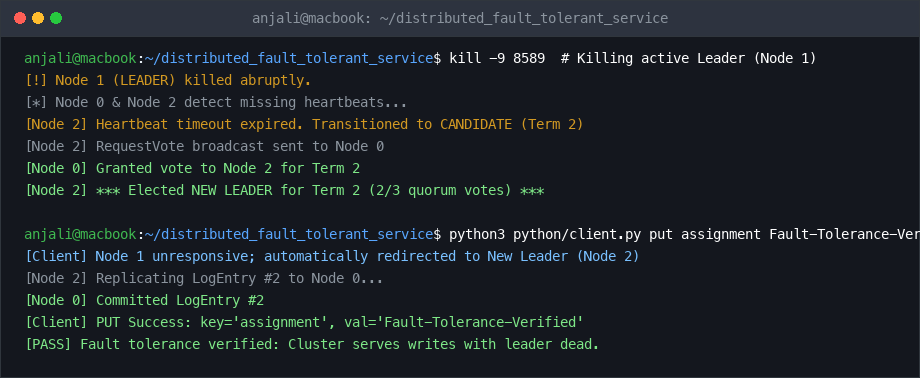 anjali@macbook: ~/distributed_fault_tolerant_service
anjali@macbook:~/distributed_fault_tolerant_service$ kill -9 8589  # Killing active Leader (Node 1)
[!] Node 1 (LEADER) killed abruptly.
[*] Node 0 & Node 2 detect missing heartbeats...
[Node 2] Heartbeat timeout expired. Transitioned to CANDIDATE (Term 2)
[Node 2] RequestVote broadcast sent to Node 0
[Node 0] Granted vote to Node 2 for Term 2
[Node 2] *** Elected NEW LEADER for Term 2 (2/3 quorum votes) ***
anjali@macbook:~/distributed_fault_tolerant_service$ python3 python/client.py put assignment Fault-Tolerance-Ver
[Client] Node 1 unresponsive; automatically redirected to New Leader (Node 2)
[Node 2] Replicating LogEntry #2 to Node 0...
[Node 0] Committed LogEntry #2
[Client] PUT Success: key='assignment', val='Fault-Tolerance-Verified'
[PASS] Fault tolerance verified: Cluster serves writes with leader dead.